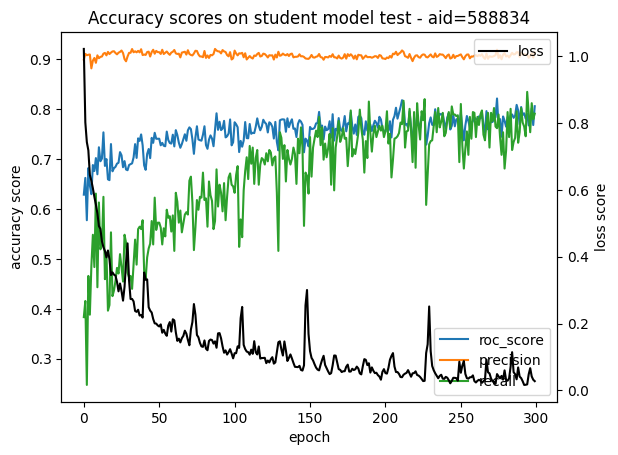 Accuracy scores on student model test - aid=588834
loss
accuracy score
0.9
0.8
0.7
0.6
0.5
0.4
0.3
1.0
0.8
0.6
0.4
0.2
0.0
loss score
roc_score
precision
recall
0
50
100
150
200
250
300
epoch